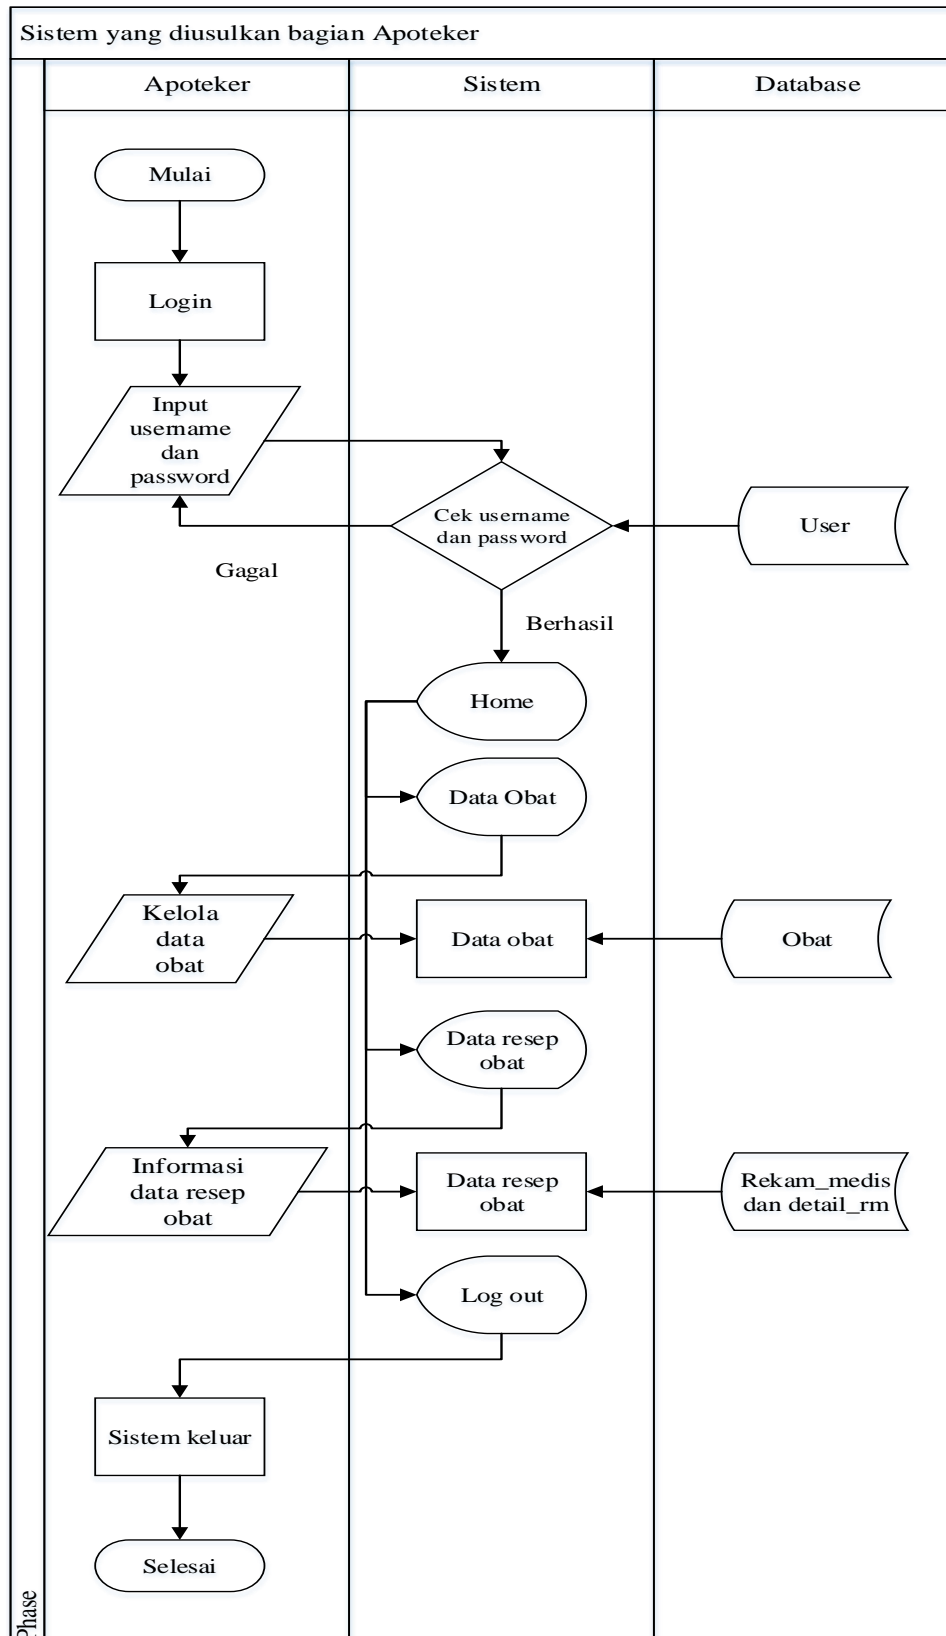 Sistem yang diusulkan bagian Apoteker
Apoteker
Sistem
Database
Mulai
Login
Input
username
dan
password
Cek username
dan password
User
Gagal
Berhasil
Home
Data Obat
Kelola
data
obat
Data obat
Obat
Data resep
obat
Informasi
data resep
obat
Data resep
obat
Rekam_medis
dan detail_rm
Log out
Sistem keluar
Selesai
Phase